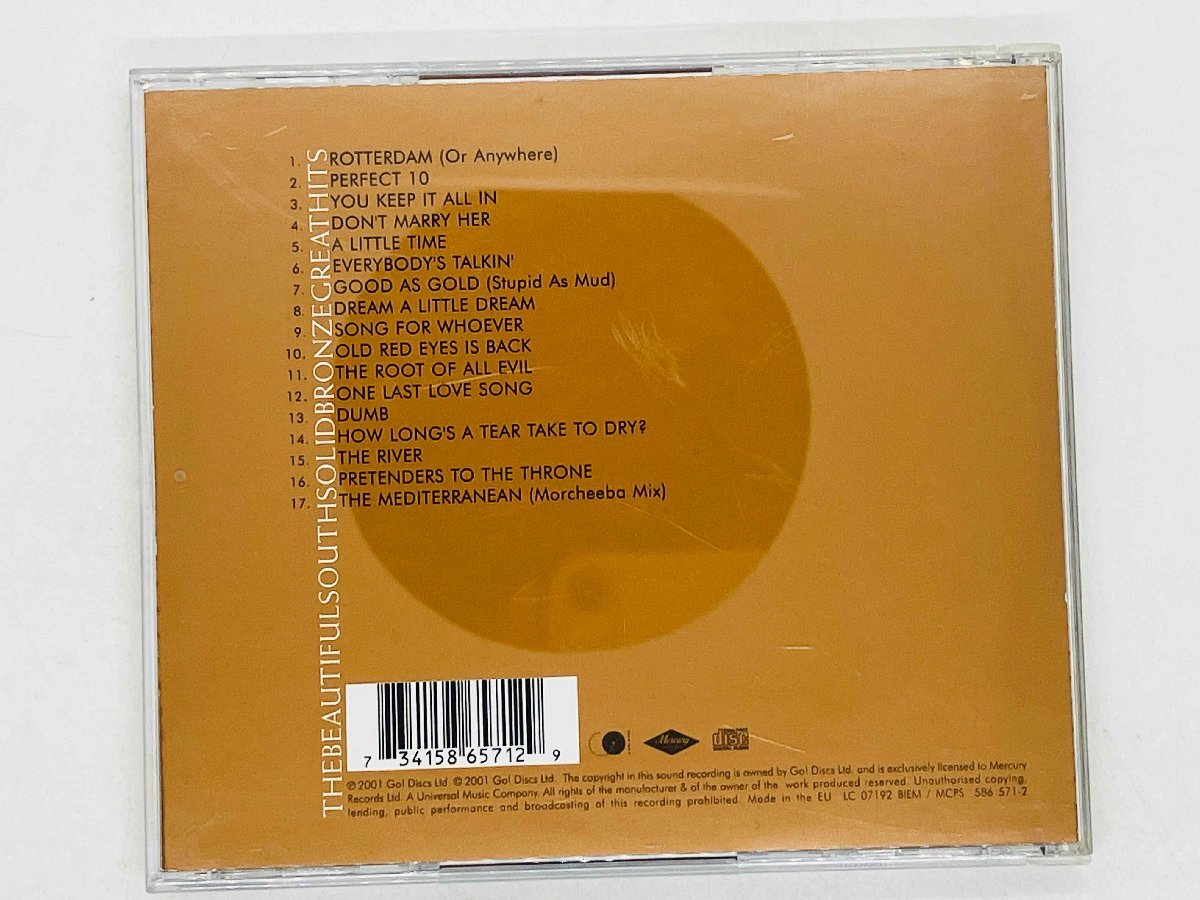 THEBEAUTIFULSOUTHSOLIDBRONZEGREATHITS
1. ROTTERDAM (Or Anywhere)
2. PERFECT 10
3. YOU KEEP IT ALL IN
4. DON'T MARRY HER
5. A LITTLE TIME
6. EVERYBODY'S TALKIN'
7. GOOD AS GOLD (Stupid As Mud)
8. DREAM A LITTLE DREAM
9. SONG FOR WHOEVER
10. OLD RED EYES IS BACK
11. THE ROOT OF ALL EVIL
12. ONE LAST LOVE SONG
13. DUMB
14. HOW LONG'S A TEAR TAKE TO DRY?
15. THE RIVER
16. PRETENDERS TO THE THRONE
17. THE MEDITERRANEAN (Morcheeba Mix)
7 34158 65712 9
Mercury
disc
DIGITAL AUDIO
℗ 2001 Go! Discs Ltd. © 2001 Go! Discs Ltd. The copyright in this sound recording is owned by Go! Discs Ltd. and is exclusively licensed to Mercury
Records Ltd. A Universal Music Company. All rights of the manufacturer & of the owner of the work produced reserved. Unauthorised copying,
lending, public performance and broadcasting of this recording prohibited. Made in the EU LC 07192 BIEM / MCPS 586 571-2